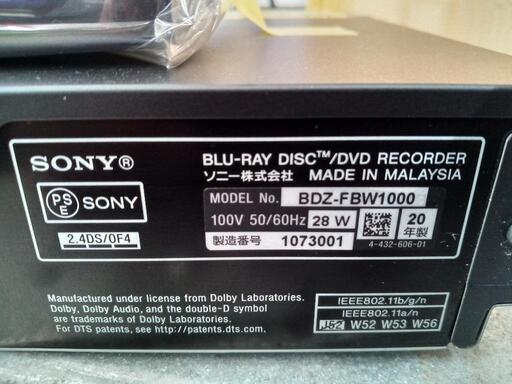 SONY®
PS
E
SONY
2.4DS/OF4
BLU-RAY DISC™/DVD RECORDER
ソニー株式会社 MADE IN MALAYSIA
MODEL No. BDZ-FBW1000
100V 50/60Hz 28 W
20
年製
製造番号 1073001
4-432-606-01
Manufactured under license from Dolby Laboratories.
Dolby, Dolby Audio, and the double-D symbol
are trademarks of Dolby Laboratories.
For DTS patents, see http://patents.dts.com.
IEEE802.11b/g/n
IEEE802.11a/n
J52 W52 W53 W56